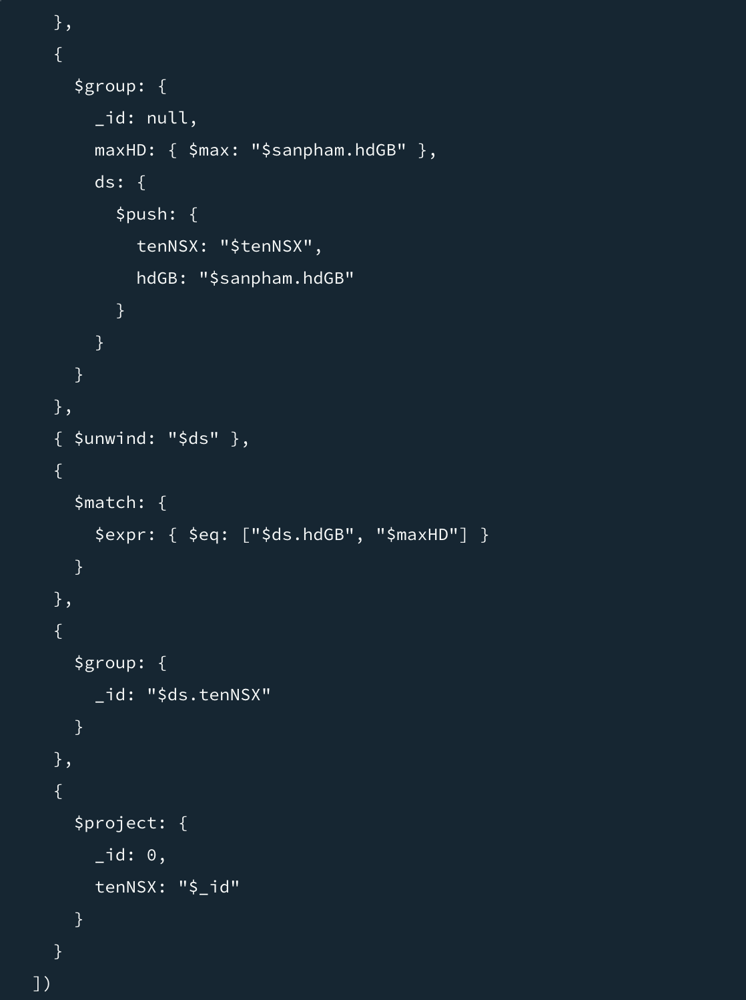 },
{
$group: {
_id: null,
maxHD: { $max: "$sanpham.hdGB" },
ds: {
$push: {
tenNSX: "$tenNSX",
hdGB: "$sanpham.hdGB"
}
}
}
},
{ $unwind: "$ds" },
{
$match: {
$expr: { $eq: ["$ds.hdGB", "$maxHD"] }
}
},
{
$group: {
_id: "$ds.tenNSX"
}
},
{
$project: {
_id: 0,
tenNSX: "$_id"
}
}
])